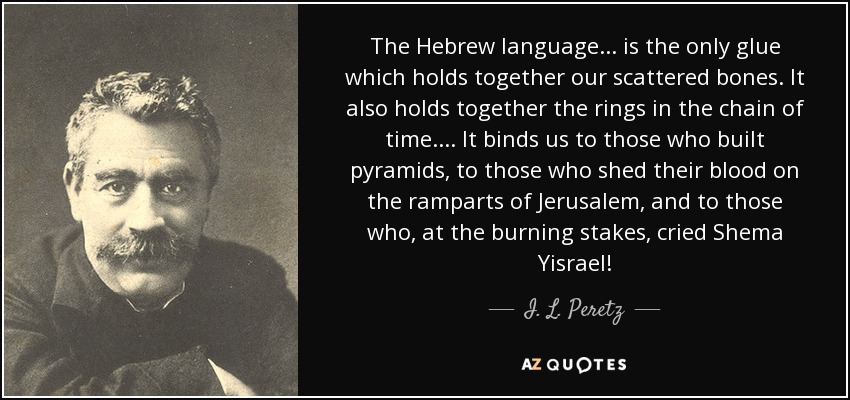 The Hebrew language... is the only glue
which holds together our scattered bones. It
also holds together the rings in the chain of
time.... It binds us to those who built
pyramids, to those who shed their blood on
the ramparts of Jerusalem, and to those
who, at the burning stakes, cried Shema
Yisrael!
I. L. Peretz
AZ QUOTES